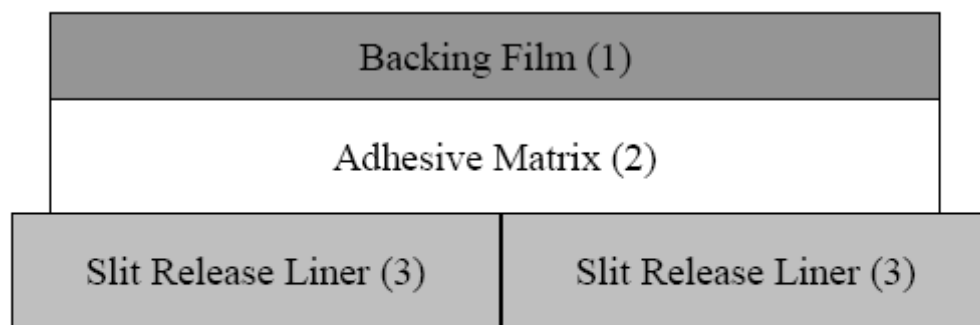 Backing Film (1)
Adhesive Matrix (2)
Slit Release Liner (3)
Slit Release Liner (3)